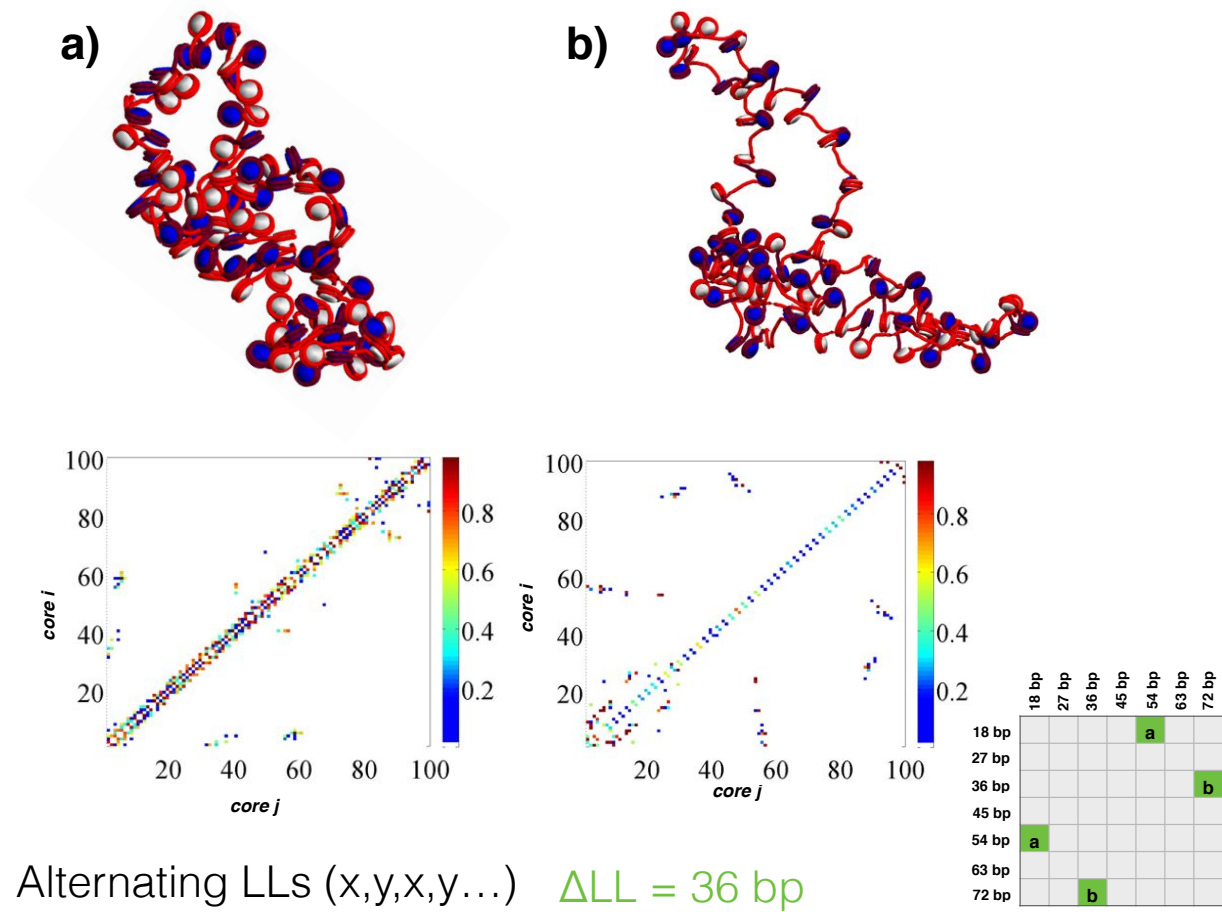 a)
b)
100
80
60
40
20
core i
20 40 60 80 100
core j
0.8
0.6
0.4
0.2
100
80
60
40
20
core i
20 40 60 80 100
core j
0.8
0.6
0.4
0.2
18 bp 27 bp 36 bp 45 bp 54 bp 63 bp 72 bp
18 bp a
27 bp
36 bp b
45 bp
54 bp a
63 bp
72 bp b
Alternating LLs (x,y,x,y...) ΔLL = 36 bp